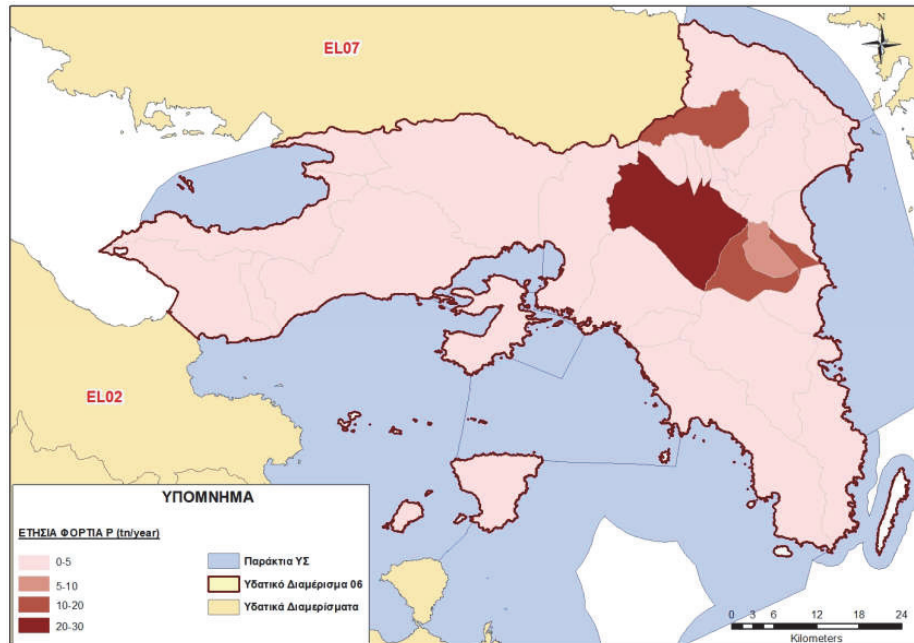 N
EL07
EL02
ΥΠΟΜΝΗΜΑ
ΕΤΗΣΙΑ ΦΟΡΤΙΑ P (tn/year)
0-5
5-10
10-20
20-30
Παράκτια ΥΣ
Υδατικό Διαμέρισμα 06
Υδατικά Διαμερίσματα
0 3 6 12 18 24
Kilometers